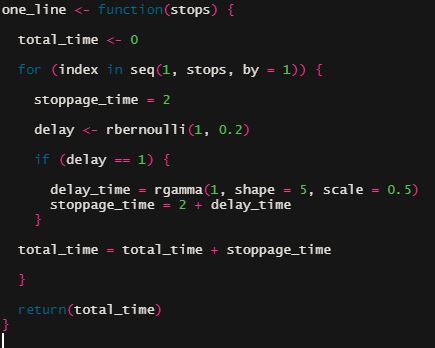 one_line <- function(stops) {
total_time <- 0
for (index in seq(1, stops, by = 1)) {
stoppage_time = 2
delay <- rbernoulli(1, 0.2)
if (delay == 1) {
delay_time = rgamma(1, shape = 5, scale = 0.5)
stoppage_time = 2 + delay_time
}
total_time = total_time + stoppage_time
}
return(total_time)
}